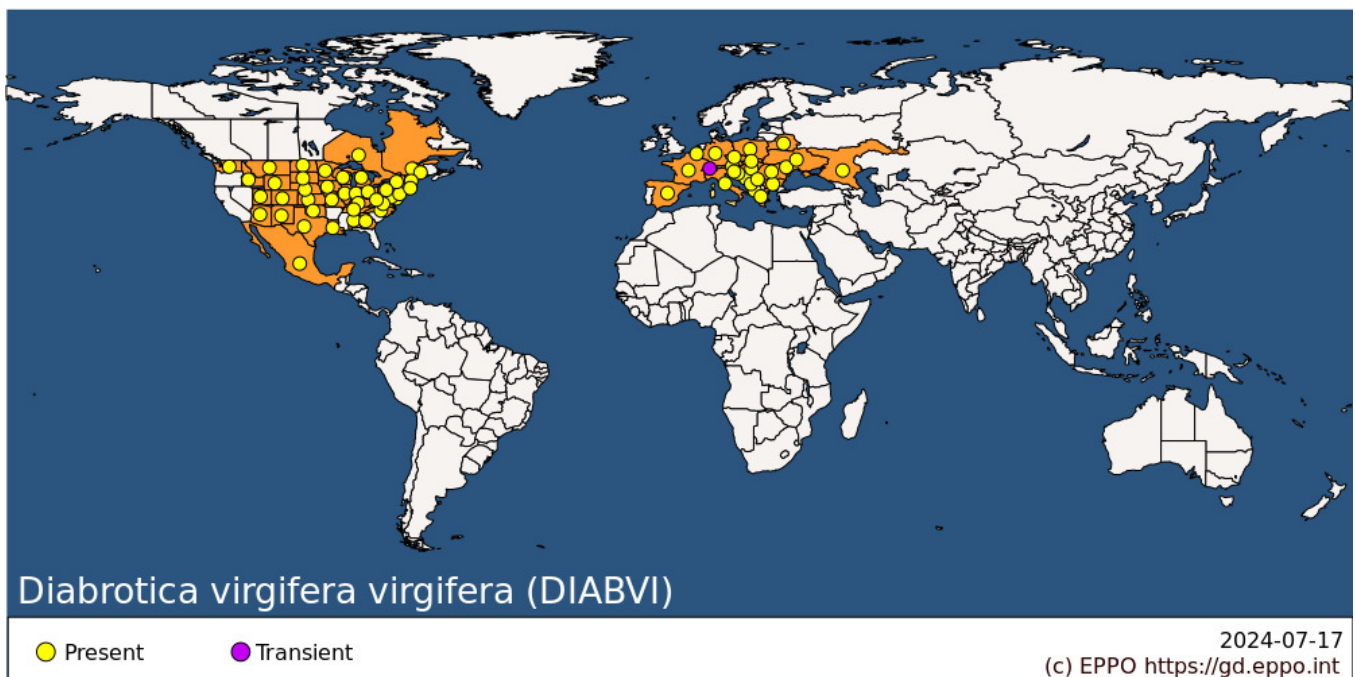 Diabrotica virgifera virgifera (DIABVI)
Present
Transient
2024-07-17
(c) EPPO https://gd.eppo.int